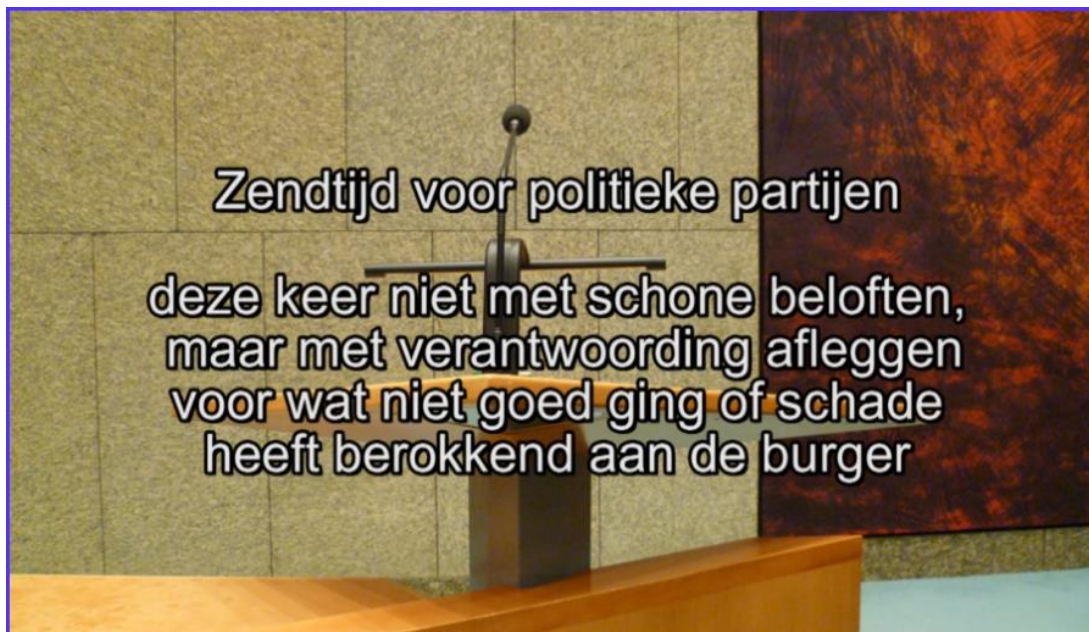 Zendtijd voor politieke partijen
deze keer niet met schone beloften,
maar met verantwoording afleggen
voor wat niet goed ging of schade
heeft berokkend aan de burger